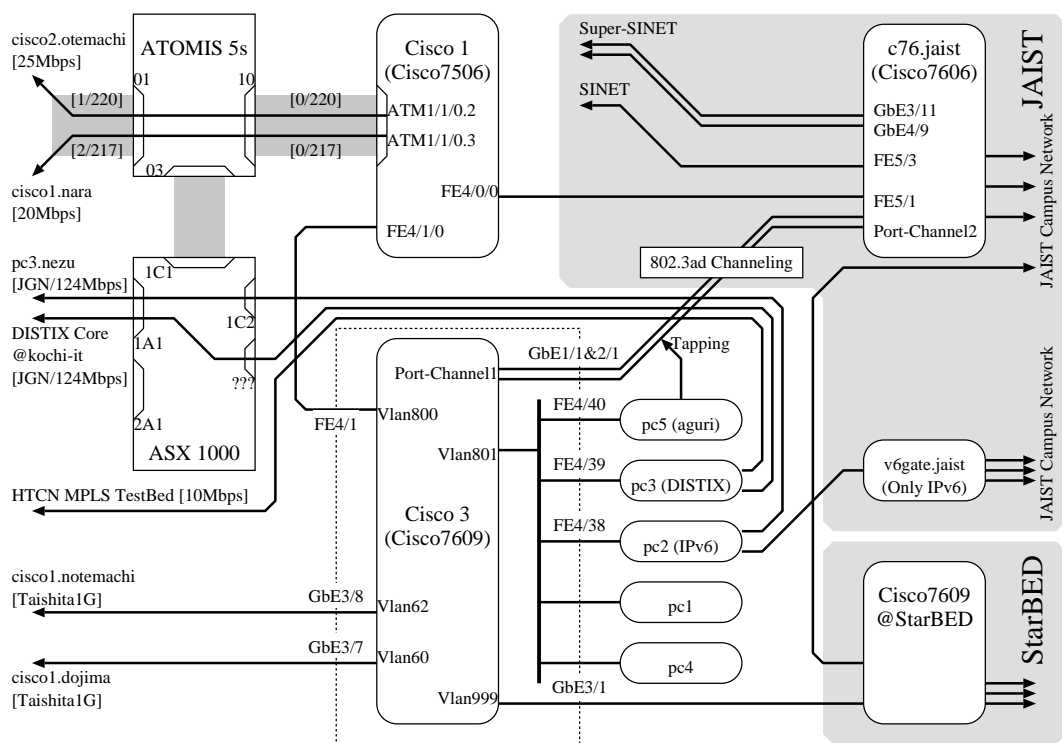 cisco2.otemachi
[25Mbps]
ATOMIS 5s
01
10
[1/220]
[0/220]
[2/217]
[0/217]
03
cisco1.nara
[20Mbps]
Cisco 1
(Cisco7506)
ATM1/1/0.2
ATM1/1/0.3
FE4/0/0
FE4/1/0
Super-SINET
SINET
c76.jaist
(Cisco7606)
GbE3/11
GbE4/9
FE5/3
FE5/1
Port-Channel2
JAIST
JAIST Campus Network
802.3ad Channeling
pc3.nezu
[JGN/124Mbps]
DISTIX Core
@kochi-it
[JGN/124Mbps]
1C1
1C2
1A1
???
2A1
ASX 1000
HTCN MPLS TestBed [10Mbps]
FE4/1
GbE1/1&2/1
Tapping
Port-Channel1
Vlan800
Vlan801
Cisco 3
(Cisco7609)
FE4/40
pc5 (aguri)
FE4/39
pc3 (DISTIX)
FE4/38
pc2 (IPv6)
pc1
pc4
v6gate.jaist
(Only IPv6)
JAIST Campus Network
cisco1.notemachi
[Taishita1G]
GbE3/8
Vlan62
GbE3/7
Vlan60
cisco1.dojima
[Taishita1G]
Vlan999
GbE3/1
Cisco7609
@StarBED
StarBED